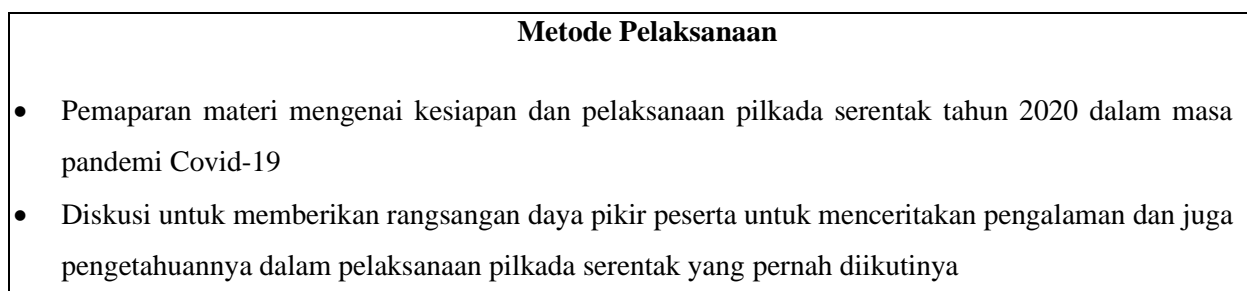 Metode Pelaksanaan
• Pemaparan materi mengenai kesiapan dan pelaksanaan pilkada serentak tahun 2020 dalam masa
pandemi Covid-19
• Diskusi untuk memberikan rangsangan daya pikir peserta untuk menceritakan pengalaman dan juga
pengetahuannya dalam pelaksanaan pilkada serentak yang pernah diikutinya